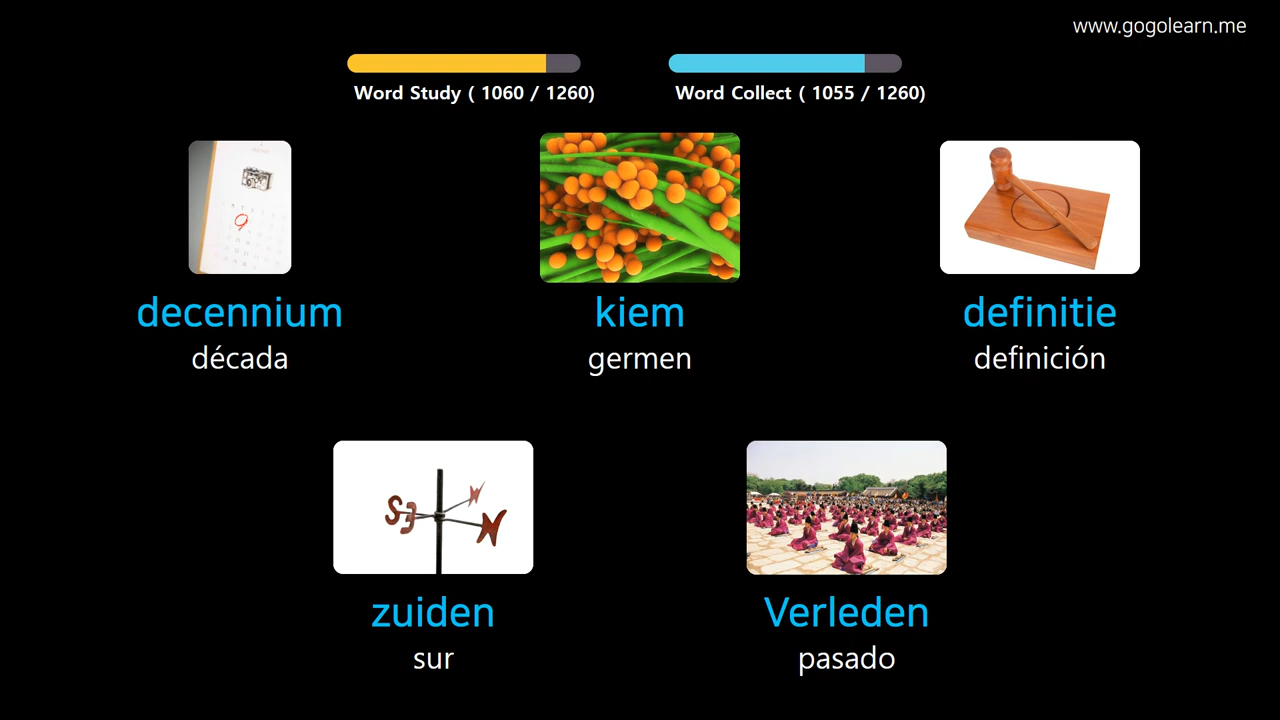 www.gogolearn.me
Word Study ( 1060 / 1260)
Word Collect ( 1055 / 1260)
decennium
década
kiem
germen
definitie
definición
zuiden
sur
Verleden
pasado